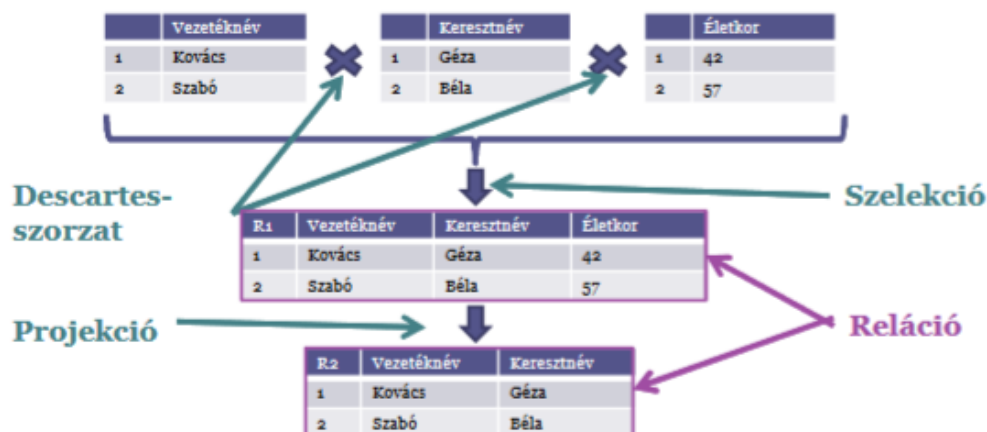 Vezetéknév Keresztnév Életkor
1 Kovács 1 Géza 1 42
2 Szabó 2 Béla 2 57
Descartes-
szorzat
Szelekció
R1 Vezetéknév Keresztnév Életkor
1 Kovács Géza 42
2 Szabó Béla 57
Projekció
Reláció
R2 Vezetéknév Keresztnév
1 Kovács Géza
2 Szabó Béla